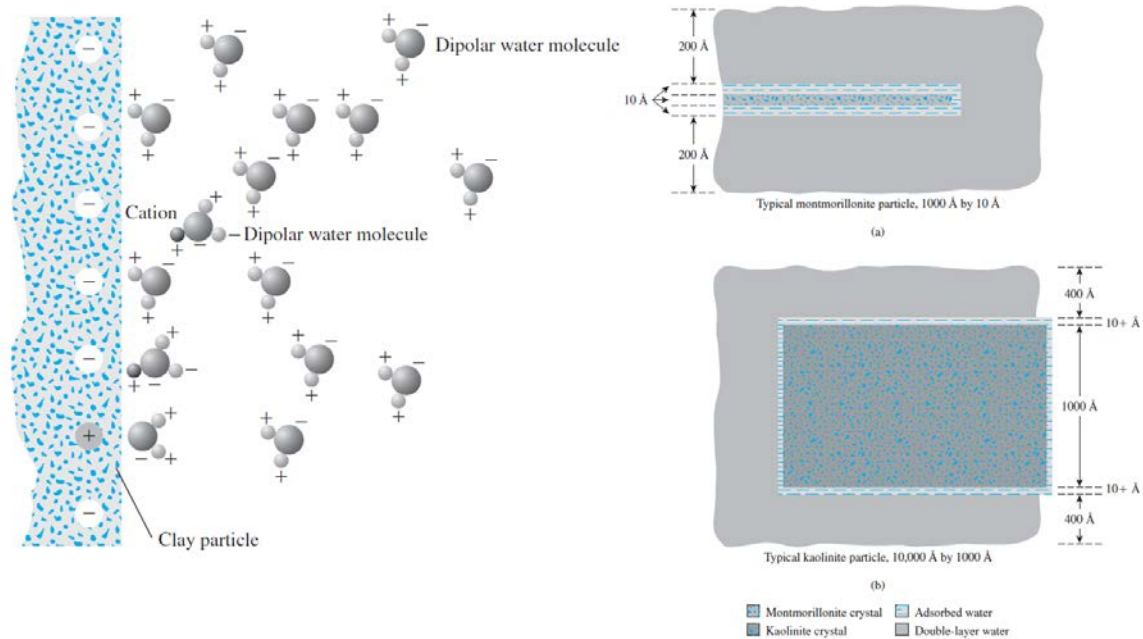 Dipolar water molecule
Cation
Dipolar water molecule
Clay particle
200 Å
10 Å
200 Å
Typical montmorillonite particle, 1000 Å by 10 Å
(a)
400 Å
10+ Å
1000 Å
10+ Å
400 Å
Typical kaolinite particle, 10,000 Å by 1000 Å
(b)
Montmorillonite crystal
Adsorbed water
Kaolinite crystal
Double-layer water